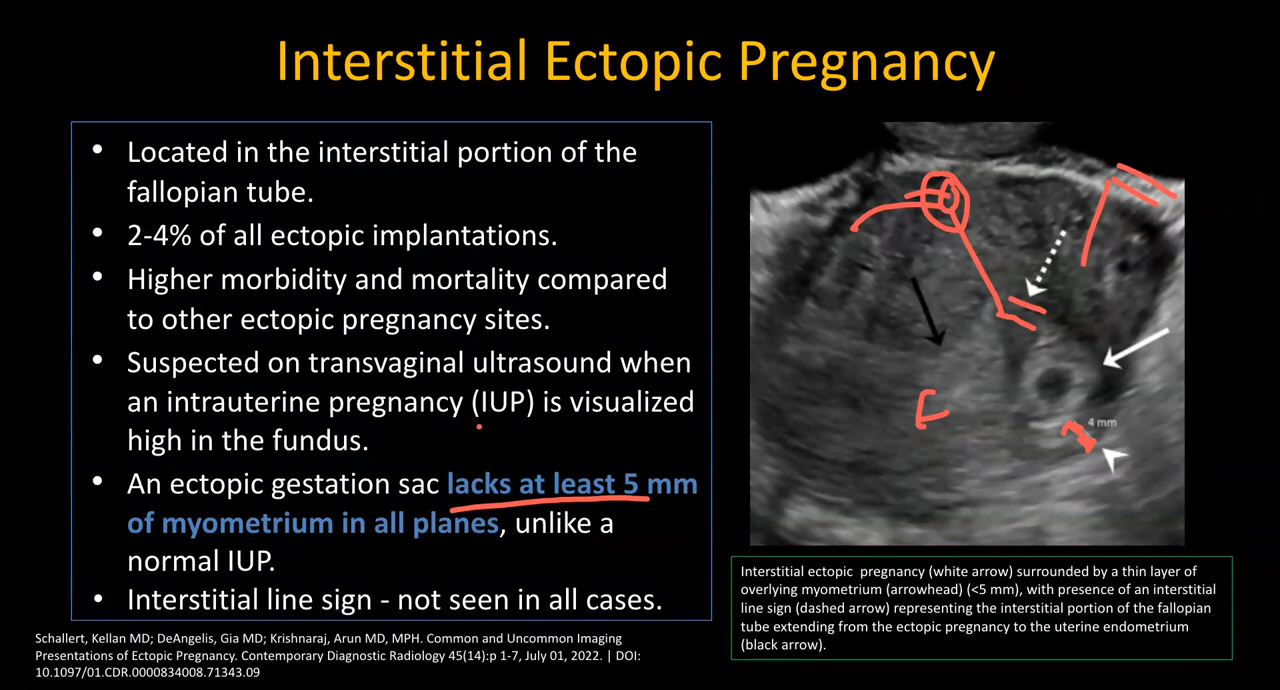 Interstitial Ectopic Pregnancy
• Located in the interstitial portion of the
fallopian tube.
• 2-4% of all ectopic implantations.
• Higher morbidity and mortality compared
to other ectopic pregnancy sites.
• Suspected on transvaginal ultrasound when
an intrauterine pregnancy (IUP) is visualized
high in the fundus.
• An ectopic gestation sac lacks at least 5 mm
of myometrium in all planes, unlike a
normal IUP.
• Interstitial line sign - not seen in all cases.
Schallert, Kellan MD; DeAngelis, Gia MD; Krishnaraj, Arun MD, MPH. Common and Uncommon Imaging
Presentations of Ectopic Pregnancy. Contemporary Diagnostic Radiology 45(14):p 1-7, July 01, 2022. | DOI:
10.1097/01.CDR.0000834008.71343.09
E
4 mm
Interstitial ectopic pregnancy (white arrow) surrounded by a thin layer of
overlying myometrium (arrowhead) (<5 mm), with presence of an interstitial
line sign (dashed arrow) representing the interstitial portion of the fallopian
tube extending from the ectopic pregnancy to the uterine endometrium
(black arrow).